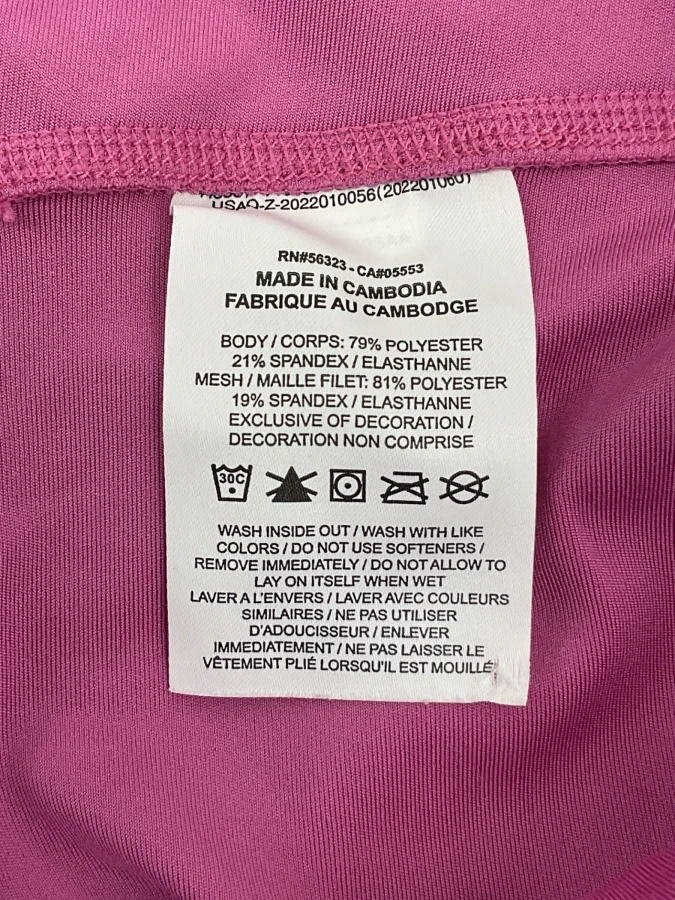 USAQ-Z-2022010056(202201060)
RN#56323 - CA#05553
MADE IN CAMBODIA
FABRIQUE AU CAMBODGE
BODY / CORPS: 79% POLYESTER
21% SPANDEX / ELASTHANNE
MESH / MAILLE FILET: 81% POLYESTER
19% SPANDEX / ELASTHANNE
EXCLUSIVE OF DECORATION /
DECORATION NON COMPRISE
30C
WASH INSIDE OUT / WASH WITH LIKE
COLORS / DO NOT USE SOFTENERS /
REMOVE IMMEDIATELY / DO NOT ALLOW TO
LAY ON ITSELF WHEN WET
LAVER A L'ENVERS / LAVER AVEC COULEURS
SIMILAIRES / NE PAS UTILISER
D'ADOUCISSEUR / ENLEVER
IMMEDIATEMENT / NE PAS LAISSER LE
VÊTEMENT PLIÉ LORSQU'IL EST MOUILLÉ